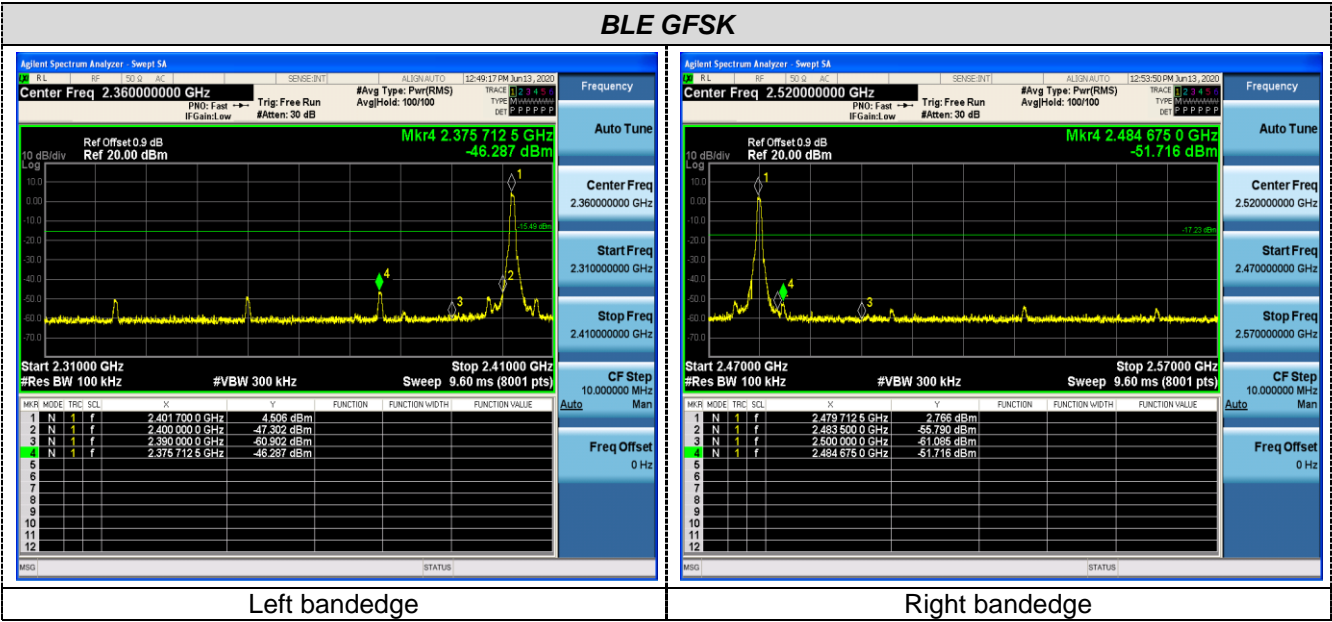 BLE GFSK
Agilent Spectrum Analyzer - Swept SA
RL RF 50 Ω AC SENSE:INT ALIGNAUTO 12:49:17 PM Jun 13, 2020
Center Freq 2.360000000 GHz
PNO: Fast
IFGain:Low
Trig: Free Run
#Atten: 30 dB
#Avg Type: Pwr(RMS)
Avg|Hold: 100/100
TRACE 1 2 3 4 5 6
TYPE M
DET P P P P P P
Ref Offset 0.9 dB
10 dB/div Ref 20.00 dBm
Log
Mkr4 2.375 712 5 GHz
-46.287 dBm
10.0
0.00
-10.0
-20.0
-30.0
-40.0
-50.0
-60.0
-70.0
1
-15.49 dBm
4
2
3
Start 2.31000 GHz Stop 2.41000 GHz
#Res BW 100 kHz #VBW 300 kHz Sweep 9.60 ms (8001 pts)
MKR MODE TRC SCL X Y FUNCTION FUNCTION WIDTH FUNCTION VALUE
1 N 1 f 2.401 700 0 GHz 4.506 dBm
2 N 1 f 2.400 000 0 GHz -47.302 dBm
3 N 1 f 2.390 000 0 GHz -60.902 dBm
4 N 1 f 2.375 712 5 GHz -46.287 dBm
5
6
7
8
9
10
11
12
MSG STATUS
Frequency
Auto Tune
Center Freq
2.360000000 GHz
Start Freq
2.310000000 GHz
Stop Freq
2.410000000 GHz
CF Step
10.000000 MHz
Auto Man
Freq Offset
0 Hz
Agilent Spectrum Analyzer - Swept SA
RL RF 50 Ω AC SENSE:INT ALIGNAUTO 12:53:50 PM Jun 13, 2020
Center Freq 2.520000000 GHz
PNO: Fast
IFGain:Low
Trig: Free Run
#Atten: 30 dB
#Avg Type: Pwr(RMS)
Avg|Hold: 100/100
TRACE 1 2 3 4 5 6
TYPE M
DET P P P P P P
Ref Offset 0.9 dB
10 dB/div Ref 20.00 dBm
Log
Mkr4 2.484 675 0 GHz
-51.716 dBm
10.0
0.00
-10.0
-20.0
-30.0
-40.0
-50.0
-60.0
-70.0
1
-17.23 dBm
4
3
Start 2.47000 GHz Stop 2.57000 GHz
#Res BW 100 kHz #VBW 300 kHz Sweep 9.60 ms (8001 pts)
MKR MODE TRC SCL X Y FUNCTION FUNCTION WIDTH FUNCTION VALUE
1 N 1 f 2.479 712 5 GHz 2.766 dBm
2 N 1 f 2.483 500 0 GHz -55.790 dBm
3 N 1 f 2.500 000 0 GHz -61.085 dBm
4 N 1 f 2.484 675 0 GHz -51.716 dBm
5
6
7
8
9
10
11
12
MSG STATUS
Frequency
Auto Tune
Center Freq
2.520000000 GHz
Start Freq
2.470000000 GHz
Stop Freq
2.570000000 GHz
CF Step
10.000000 MHz
Auto Man
Freq Offset
0 Hz
Left bandedge
Right bandedge